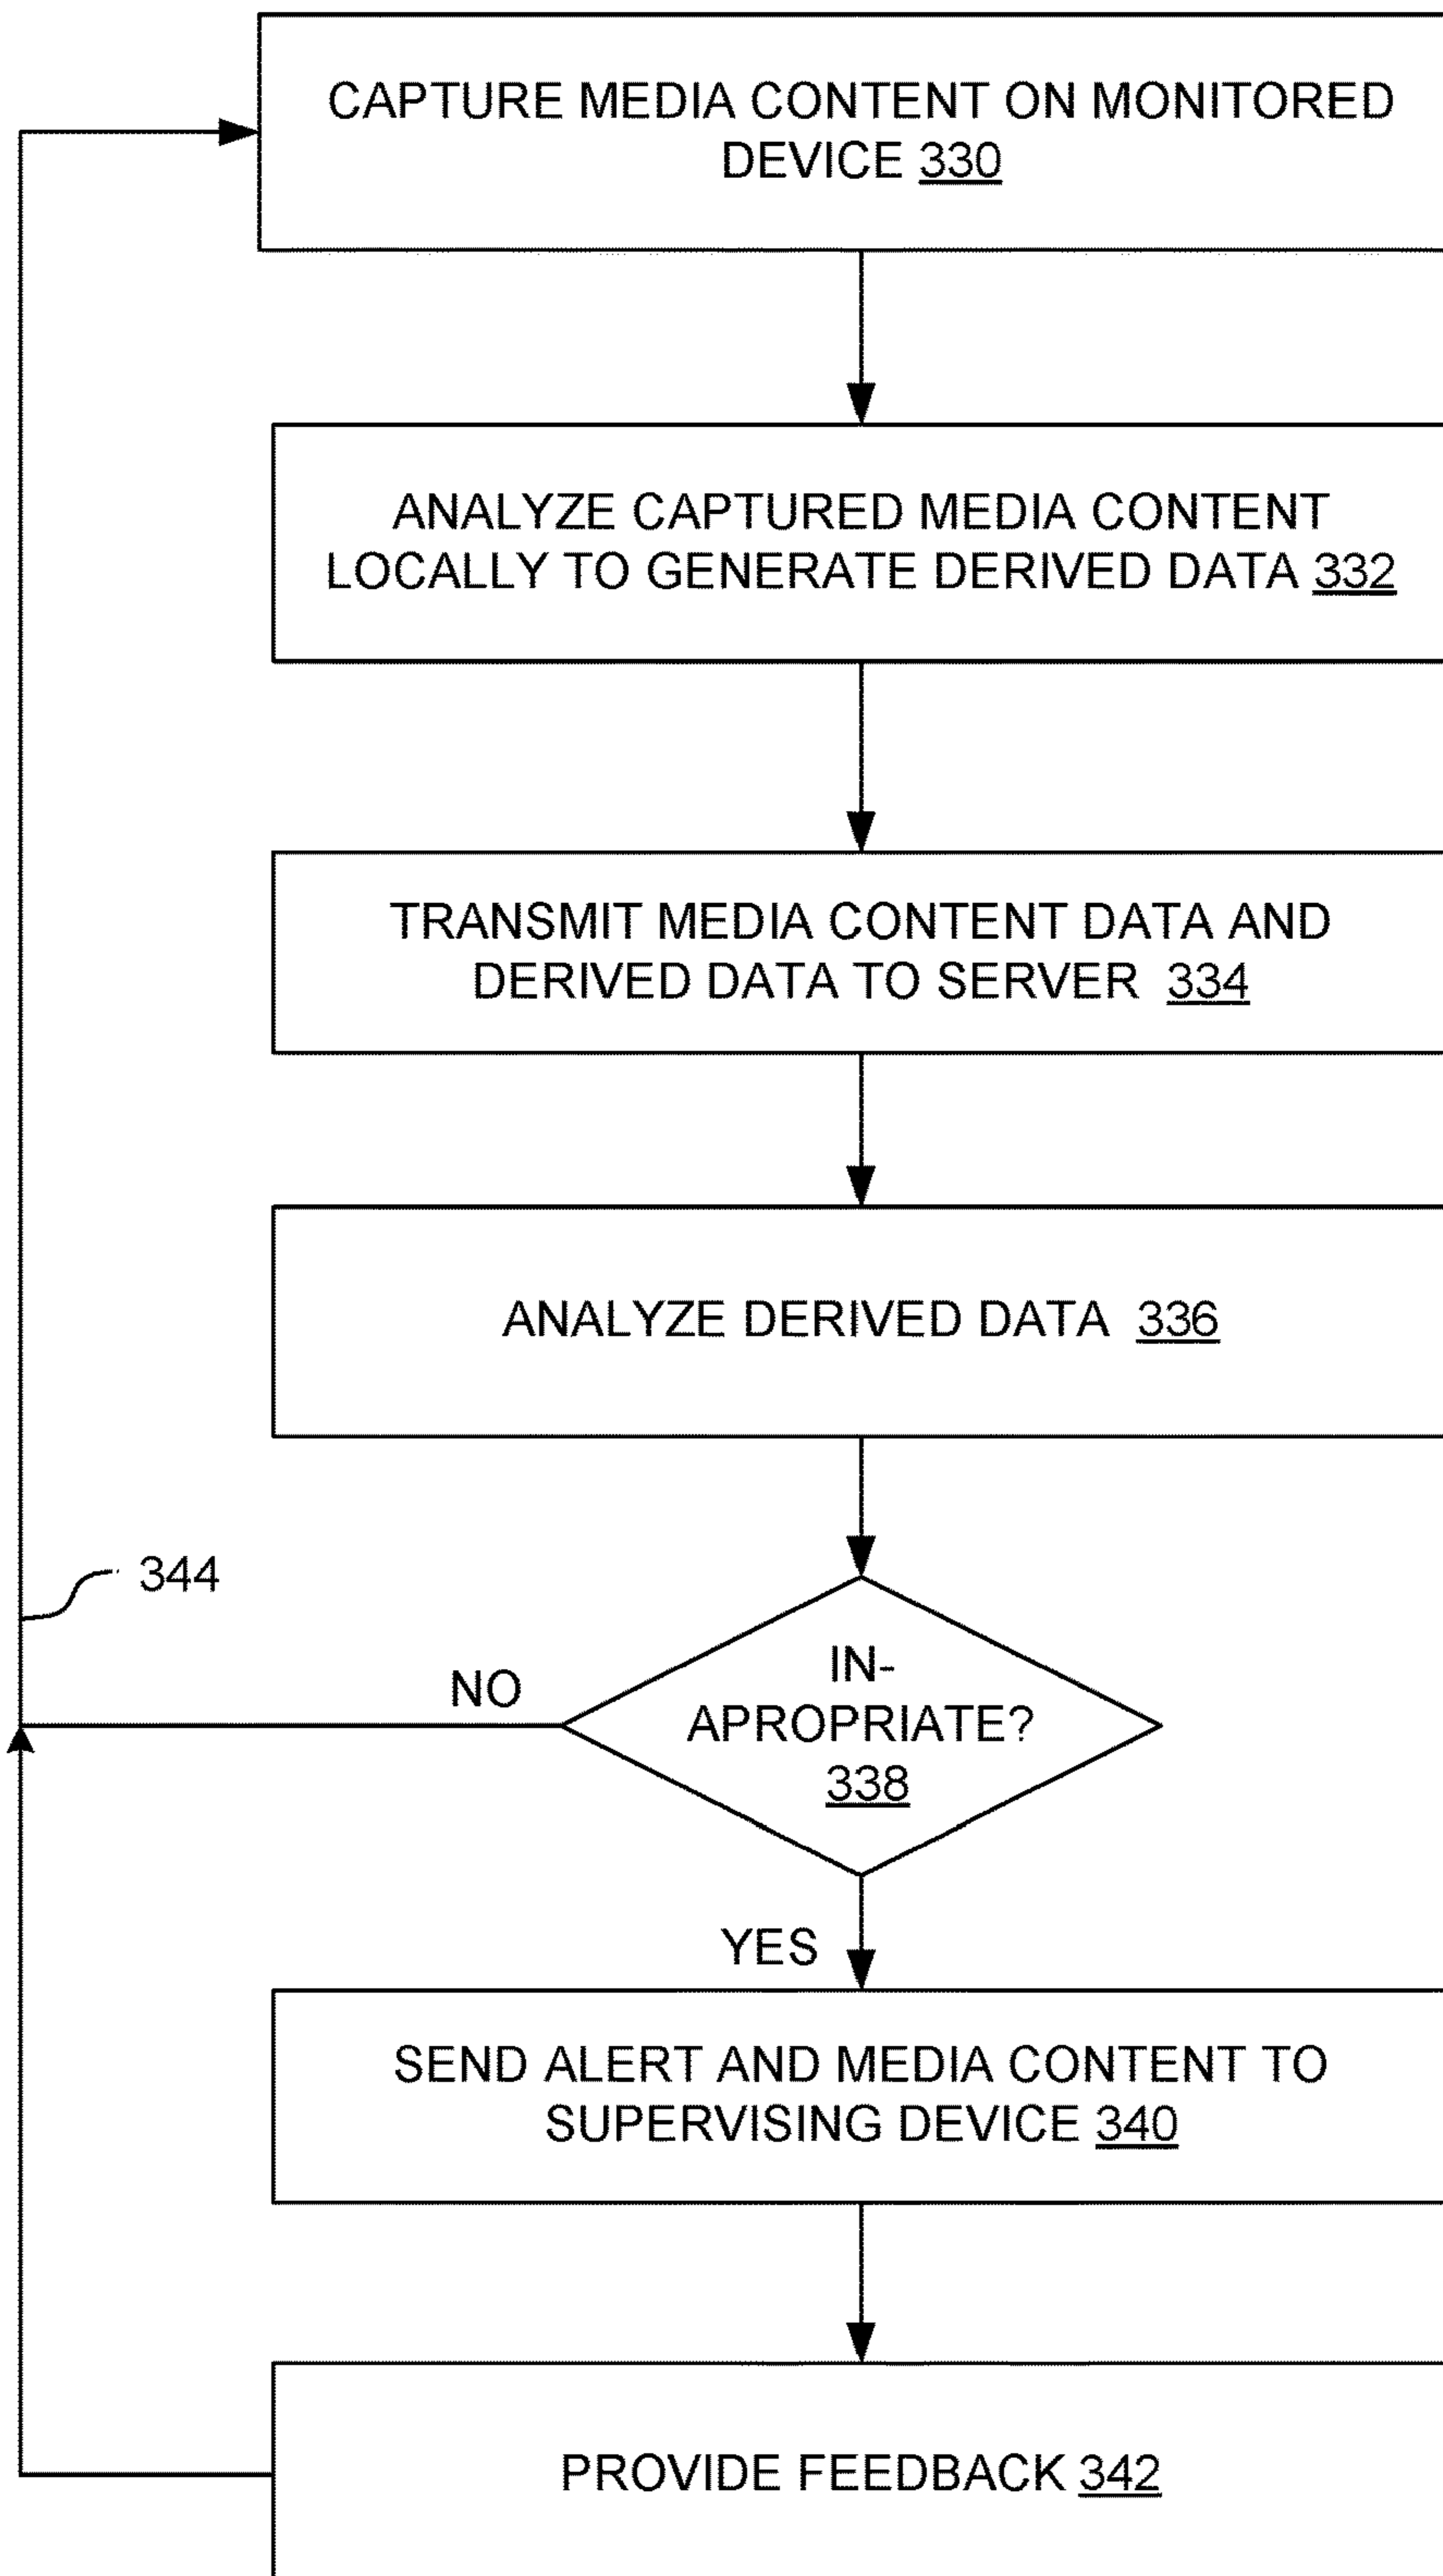 CAPTURE MEDIA CONTENT ON MONITORED
DEVICE 330
ANALYZE CAPTURED MEDIA CONTENT
LOCALLY TO GENERATE DERIVED DATA 332
TRANSMIT MEDIA CONTENT DATA AND
DERIVED DATA TO SERVER 334
ANALYZE DERIVED DATA 336
344
NO
IN-
APROPRIATE?
338
YES
SEND ALERT AND MEDIA CONTENT TO
SUPERVISING DEVICE 340
PROVIDE FEEDBACK 342